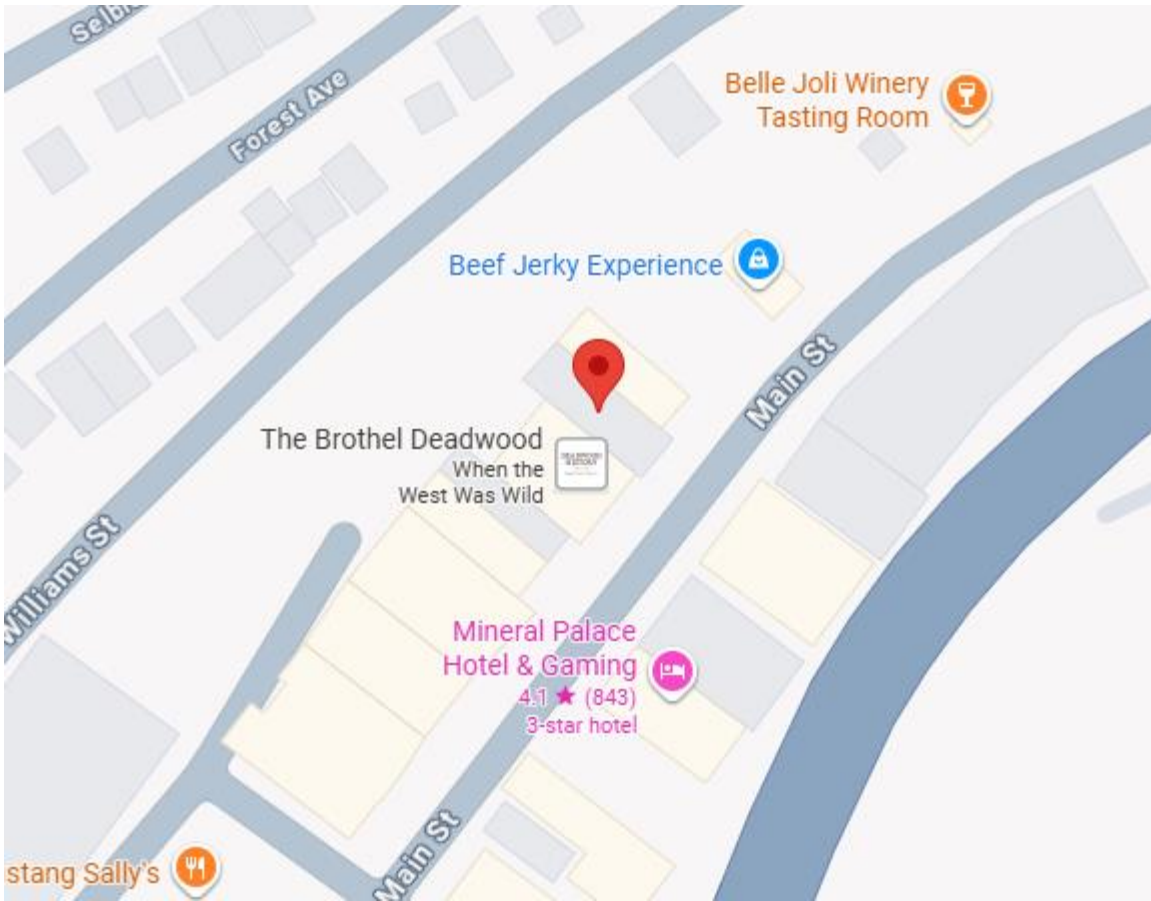 Selbi
Forest Ave
Belle Joli Winery
Tasting Room
Beef Jerky Experience
Main St
The Brothel Deadwood
When the
West Was Wild
Williams St
Mineral Palace
Hotel & Gaming
4.1 ★ (843)
3-star hotel
Main St
stang Sally's